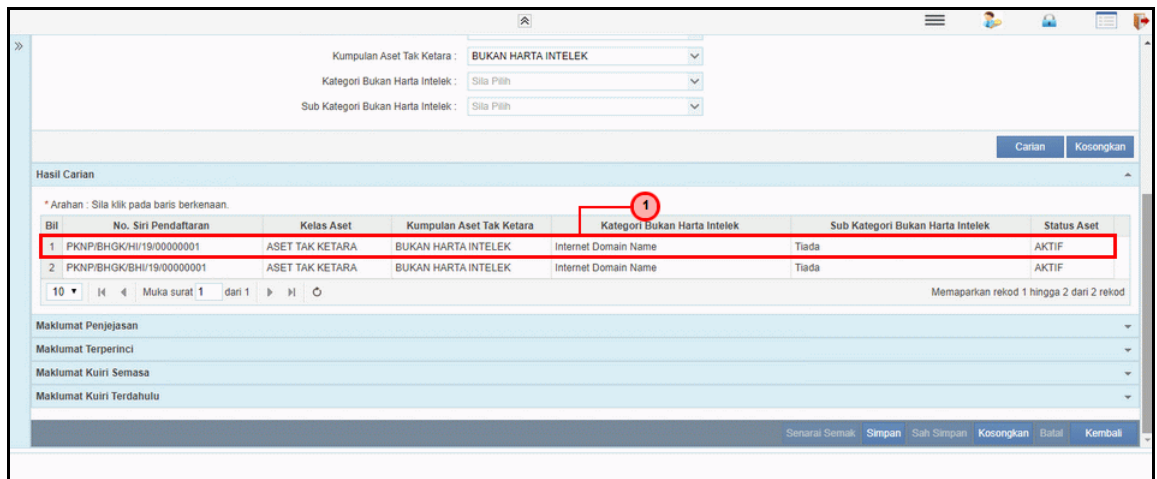 Kumpulan Aset Tak Ketara : BUKAN HARTA INTELEK
Kategori Bukan Harta Intelek : Sila Pilih
Sub Kategori Bukan Harta Intelek : Sila Pilih
Carian Kosongkan
Hasil Carian
* Arahan : Sila klik pada baris berkenaan.
1
Bil No. Siri Pendaftaran Kelas Aset Kumpulan Aset Tak Ketara Kategori Bukan Harta Intelek Sub Kategori Bukan Harta Intelek Status Aset
1 PKNP/BHGK/HI/19/00000001 ASET TAK KETARA BUKAN HARTA INTELEK Internet Domain Name Tiada AKTIF
2 PKNP/BHGK/BHI/19/00000001 ASET TAK KETARA BUKAN HARTA INTELEK Internet Domain Name Tiada AKTIF
10 Muka surat 1 dari 1 Memaparkan rekod 1 hingga 2 dari 2 rekod
Maklumat Penjejasan
Maklumat Terperinci
Maklumat Kuiri Semasa
Maklumat Kuiri Terdahulu
Senarai Semak Simpan Sah Simpan Kosongkan Batal Kembali